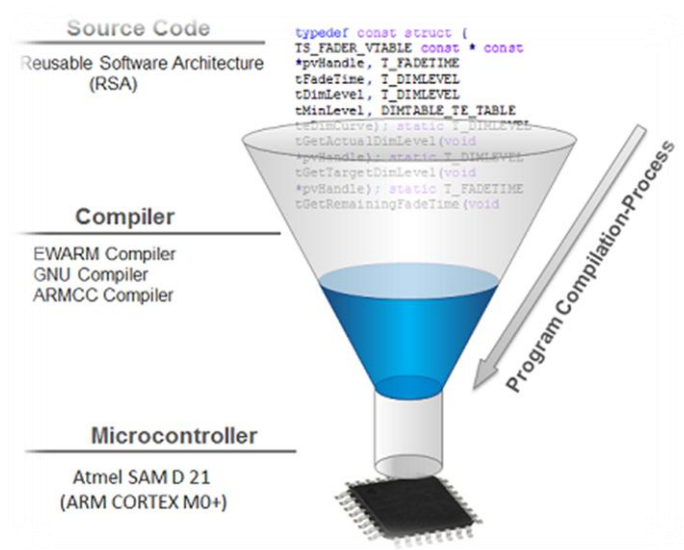 Source Code
Reusable Software Architecture
(RSA)
typedef const struct {
TS_FADER_VTABLE const * const
*pvHandle, T_FADETIME
tFadeTime, T_DIMLEVEL
tDimLevel, T_DIMLEVEL
tMinLevel, DIMTABLE_TE_TABLE
teDimCurve); static T_DIMLEVEL
tGetActualDimLevel(void
*pvHandle); static T_DIMLEVEL
tGetTargetDimLevel(void
*pvHandle); static T_FADETIME
tGetRemainingFadeTime(void
Compiler
EWARM Compiler
GNU Compiler
ARMCC Compiler
Program Compilation-Process
Microcontroller
Atmel SAM D 21
(ARM CORTEX M0+)